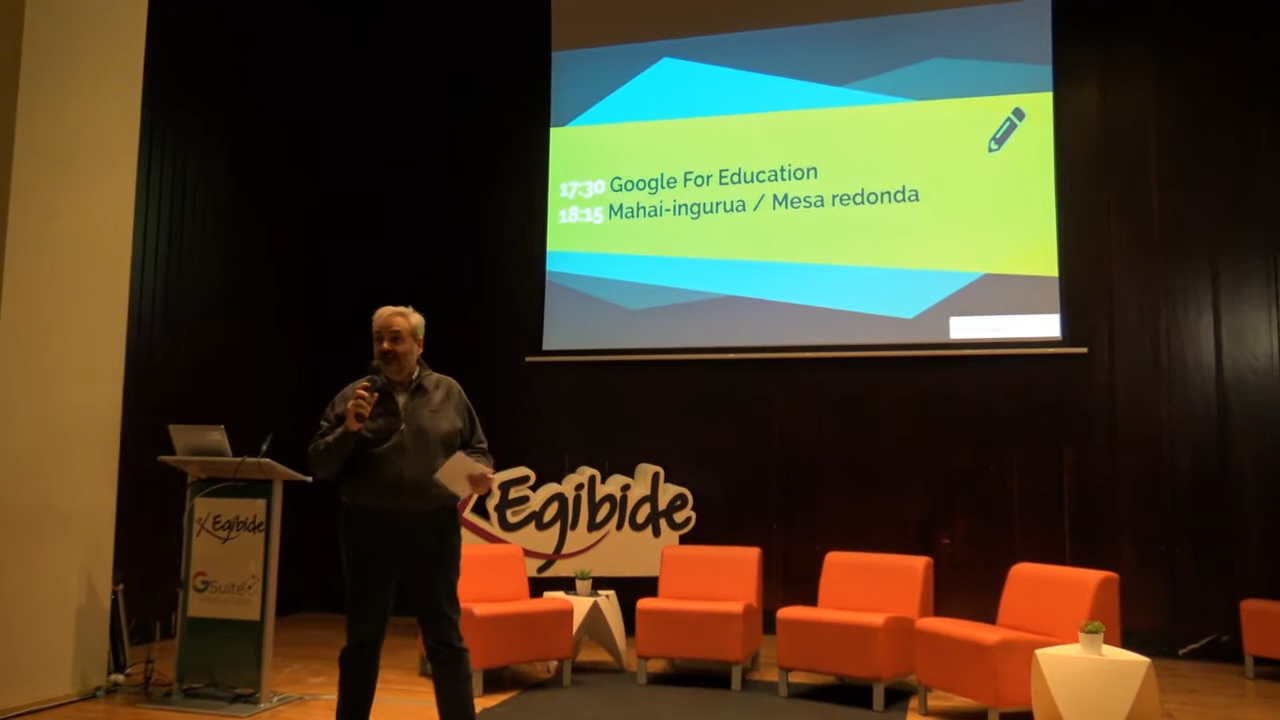 17:30 Google For Education
18:15 Mahai-ingurua / Mesa redonda
Egibide
Egibide
GSuite